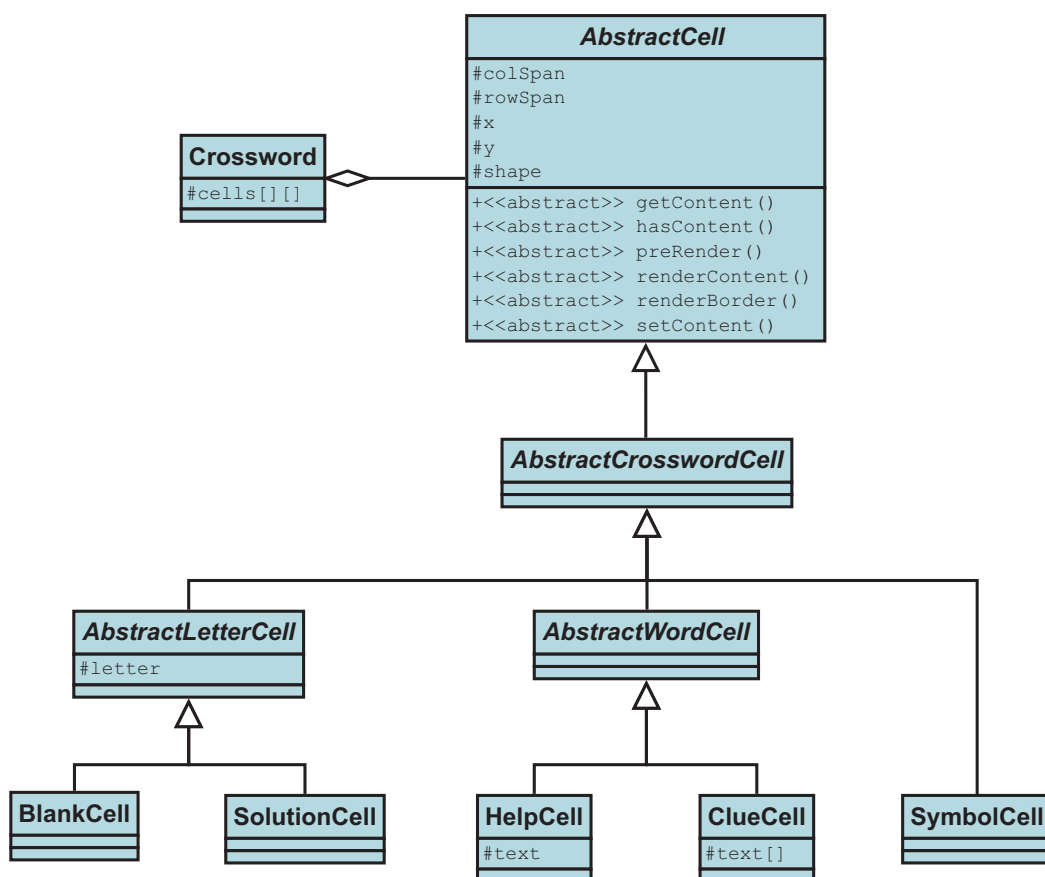 AbstractCell
#colSpan
#rowSpan
#x
#y
#shape
+<<abstract>> getContent()
+<<abstract>> hasContent()
+<<abstract>> preRender()
+<<abstract>> renderContent()
+<<abstract>> renderBorder()
+<<abstract>> setContent()
Crossword
#cells[][]
AbstractCrosswordCell
AbstractLetterCell
#letter
AbstractWordCell
BlankCell
SolutionCell
HelpCell
#text
ClueCell
#text[]
SymbolCell